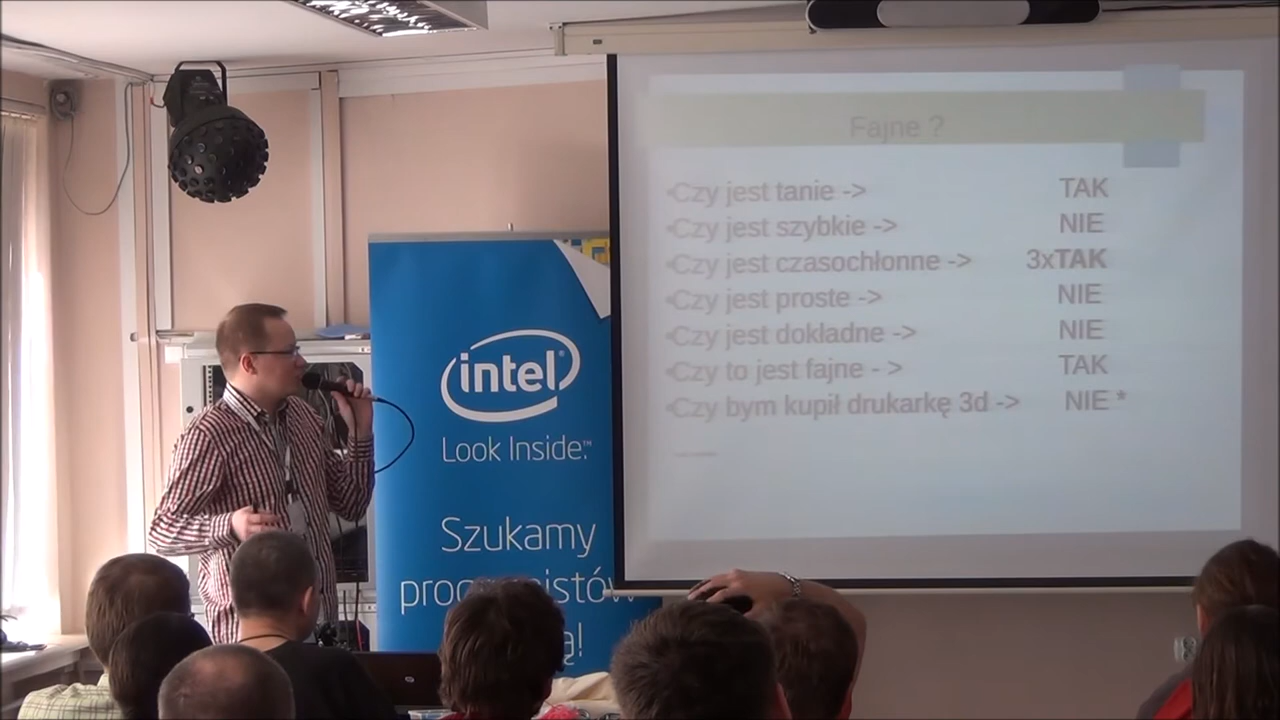 Fajne ?
•Czy jest tanie -> TAK
•Czy jest szybkie -> NIE
•Czy jest czasochłonne -> 3xTAK
•Czy jest proste -> NIE
•Czy jest dokładne -> NIE
•Czy to jest fajne - > TAK
•Czy bym kupił drukarkę 3d -> NIE *
intel®
Look Inside.™
Szukamy